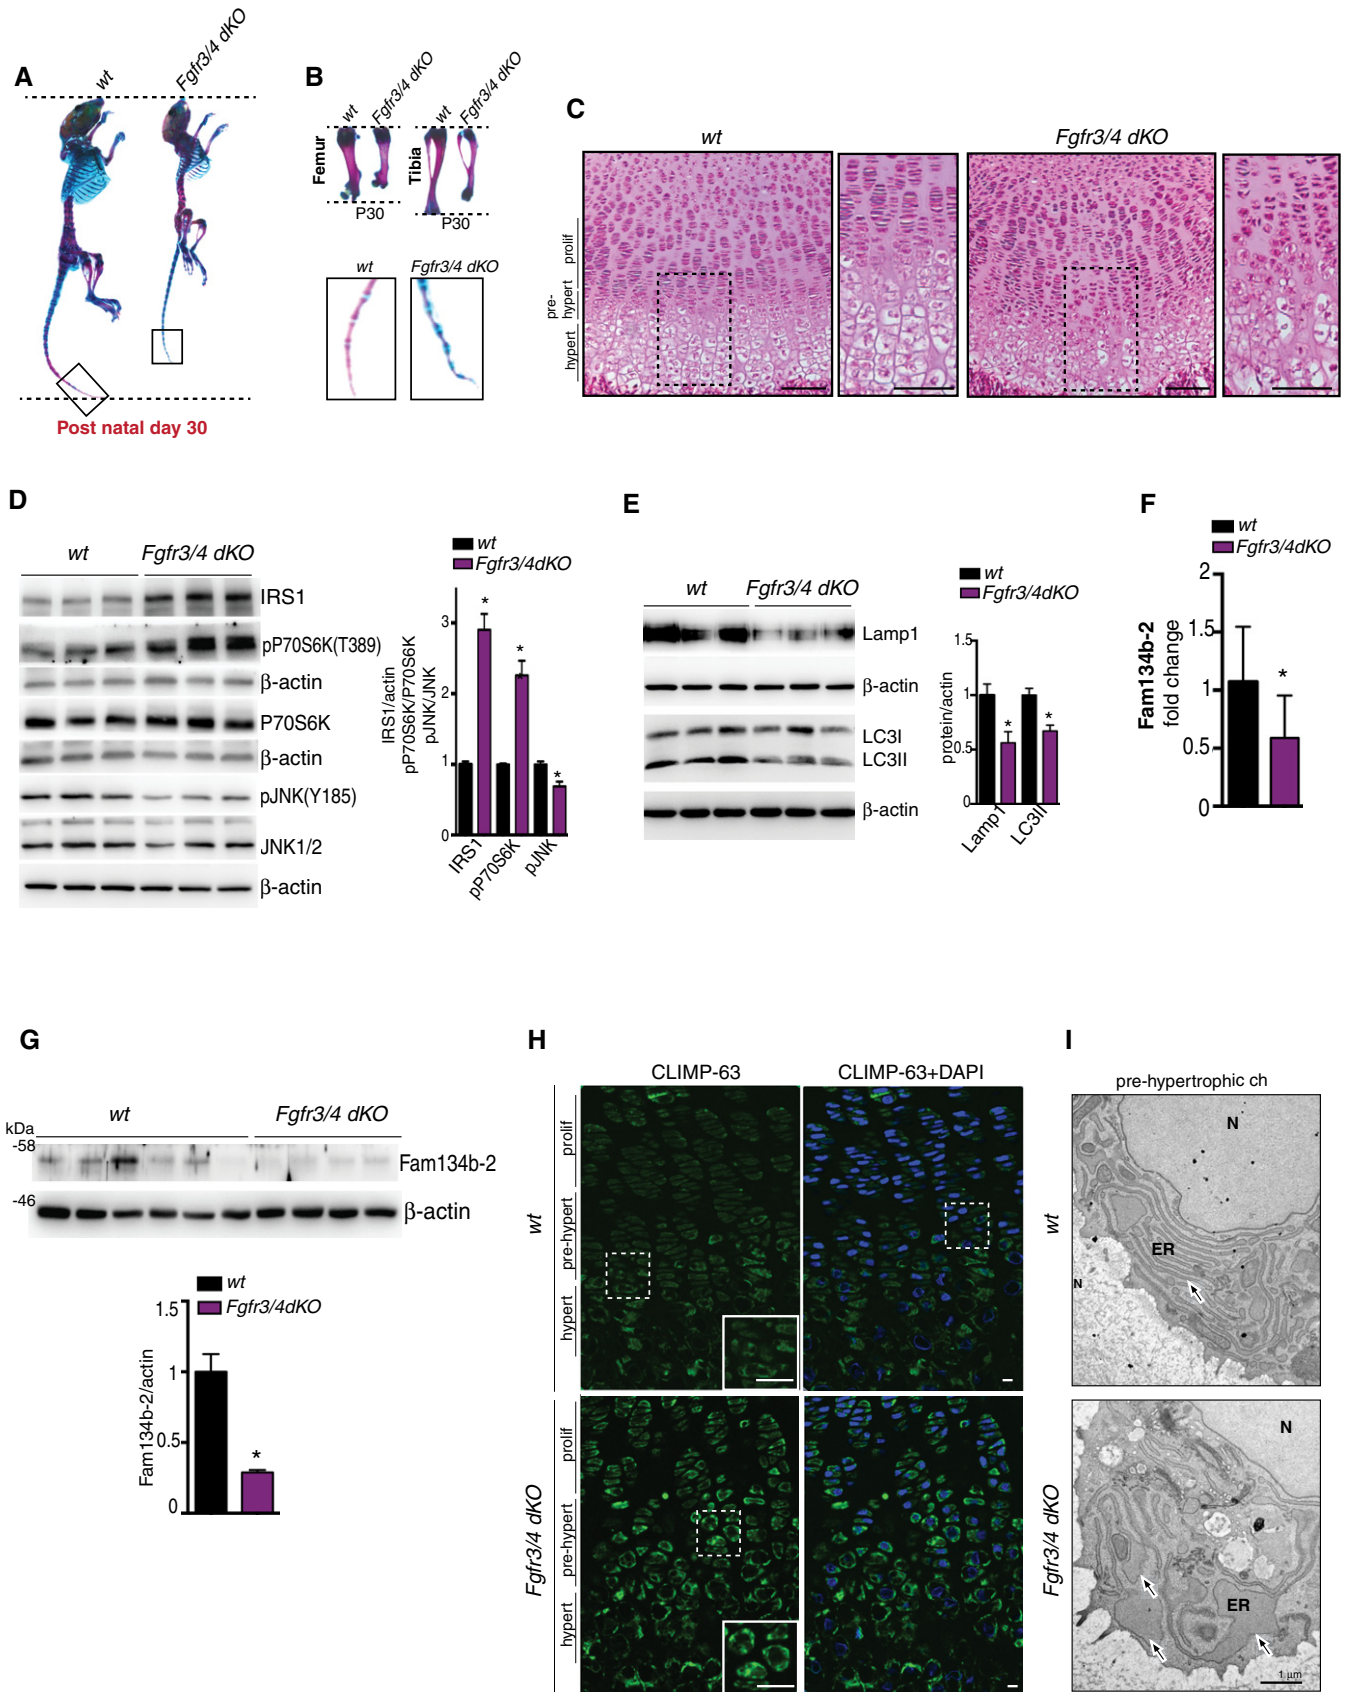 A
wt
Fgfr3/4 dKO
Post natal day 30
B
wt
Fgfr3/4 dKO
wt
Fgfr3/4 dKO
Femur
Tibia
P30
P30
wt
Fgfr3/4 dKO
C
wt
Fgfr3/4 dKO
prolif
pre-
hypert
hypert
D
wt
Fgfr3/4 dKO
IRS1
pP70S6K(T389)
β-actin
P70S6K
β-actin
pJNK(Y185)
JNK1/2
β-actin
wt
Fgfr3/4dKO
IRS1/actin
pP70S6K/P70S6K
pJNK/JNK
3
2
1
0
*
*
*
*
IRS1
pP70S6K
pJNK
E
wt
Fgfr3/4 dKO
Lamp1
β-actin
LC3I
LC3II
β-actin
wt
Fgfr3/4dKO
protein/actin
1.5
1
0.5
0
*
*
Lamp1
LC3II
F
wt
Fgfr3/4dKO
Fam134b-2
fold change
2
1.5
1
0.5
0
*
G
kDa
wt
Fgfr3/4 dKO
-58
Fam134b-2
-46
β-actin
wt
Fgfr3/4dKO
Fam134b-2/actin
1.5
1
0.5
0
*
H
CLIMP-63
CLIMP-63+DAPI
wt
prolif
pre-hypert
hypert
Fgfr3/4 dKO
prolif
pre-hypert
hypert
I
pre-hypertrophic ch
wt
N
ER
N
Fgfr3/4 dKO
N
ER
1 µm